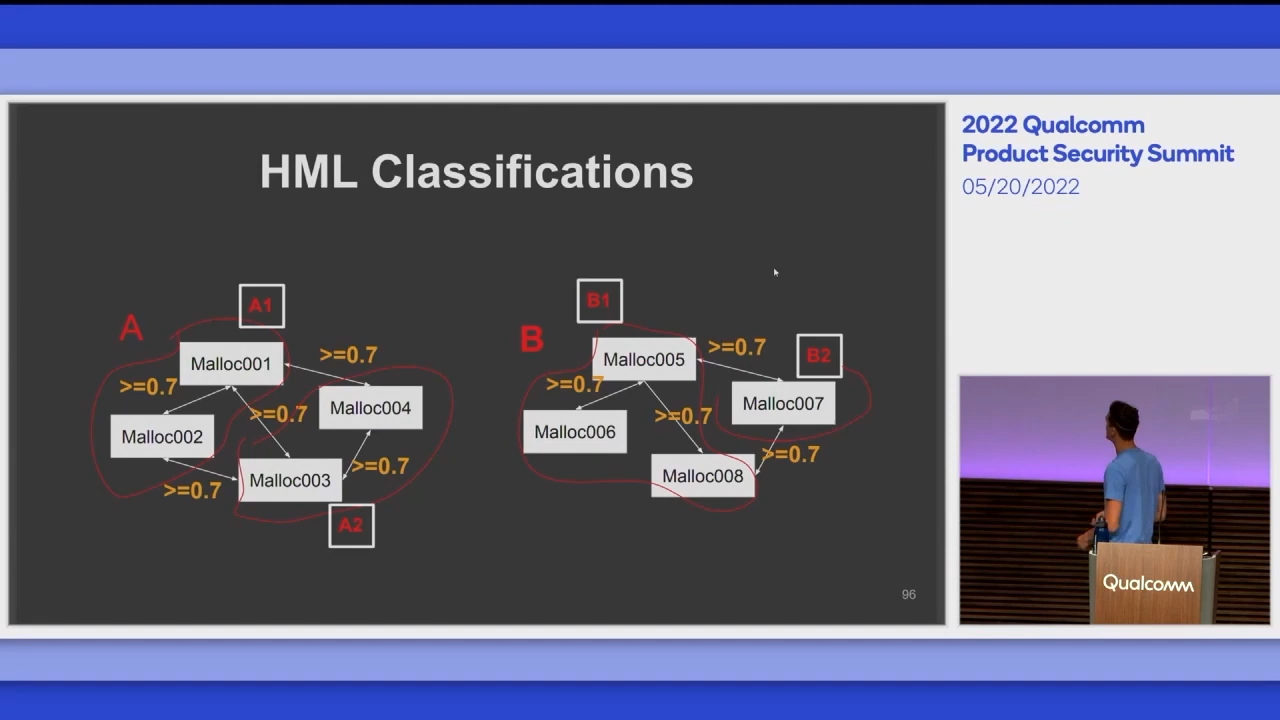 2022 Qualcomm
Product Security Summit
05/20/2022
HML Classifications
A
A1
Malloc001
>=0.7
>=0.7
Malloc004
>=0.7
Malloc002
>=0.7
Malloc003
>=0.7
A2
B
B1
Malloc005
>=0.7
B2
>=0.7
Malloc007
>=0.7
Malloc006
>=0.7
Malloc008
96
Qualcomm